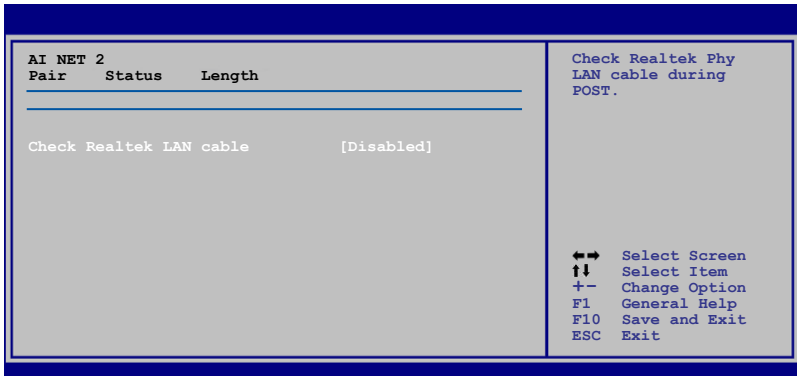 AI NET 2
Pair Status Length
Check Realtek LAN cable [Disabled]
Check Realtek Phy
LAN cable during
POST.
←→ Select Screen
↑↓ Select Item
+- Change Option
F1 General Help
F10 Save and Exit
ESC Exit